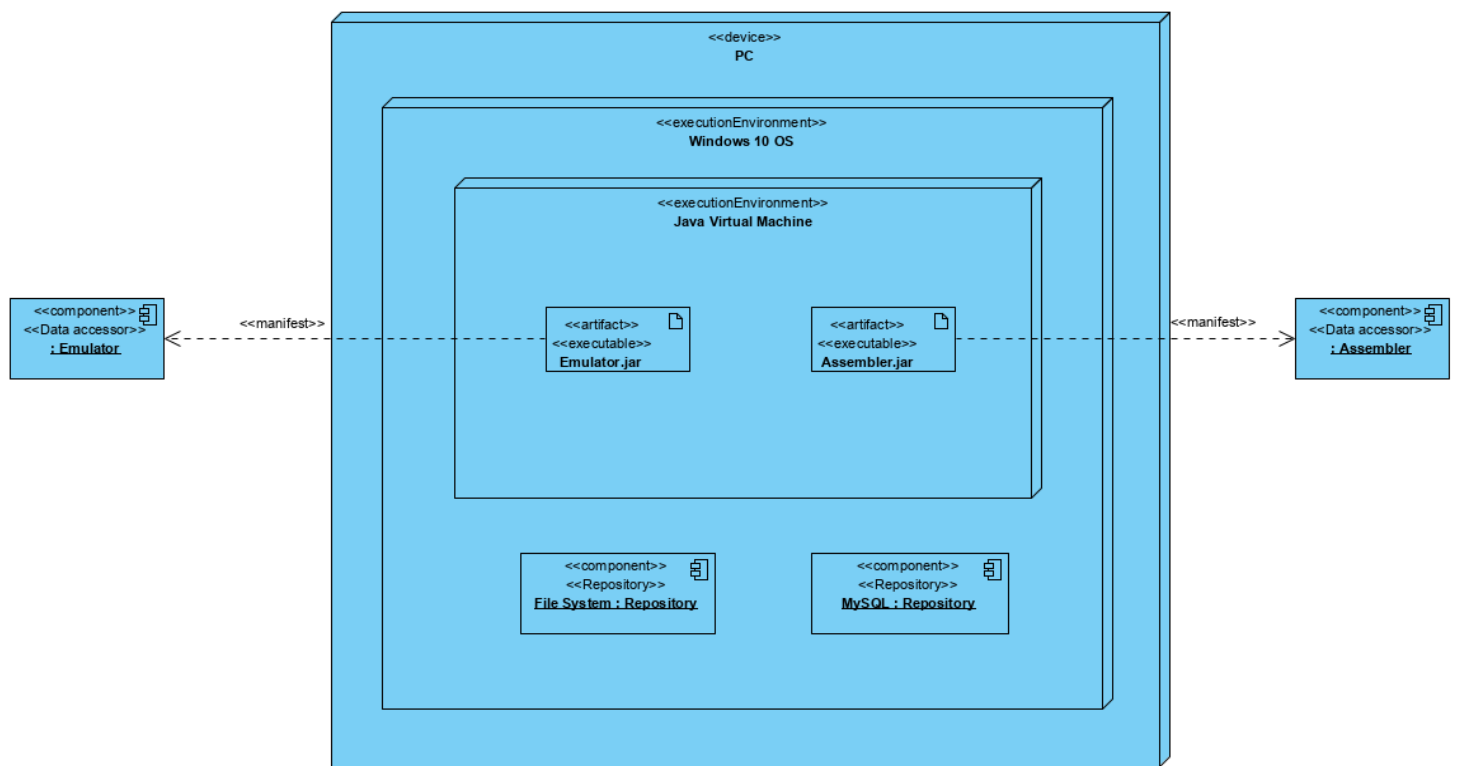 <<device>>
PC
<<executionEnvironment>>
Windows 10 OS
<<executionEnvironment>>
Java Virtual Machine
<<component>>
<<Data accessor>>
: Emulator
<<manifest>>
<<artifact>>
<<executable>>
Emulator.jar
<<artifact>>
<<executable>>
Assembler.jar
<<manifest>>
<<component>>
<<Data accessor>>
: Assembler
<<component>>
<<Repository>>
File System : Repository
<<component>>
<<Repository>>
MySQL : Repository